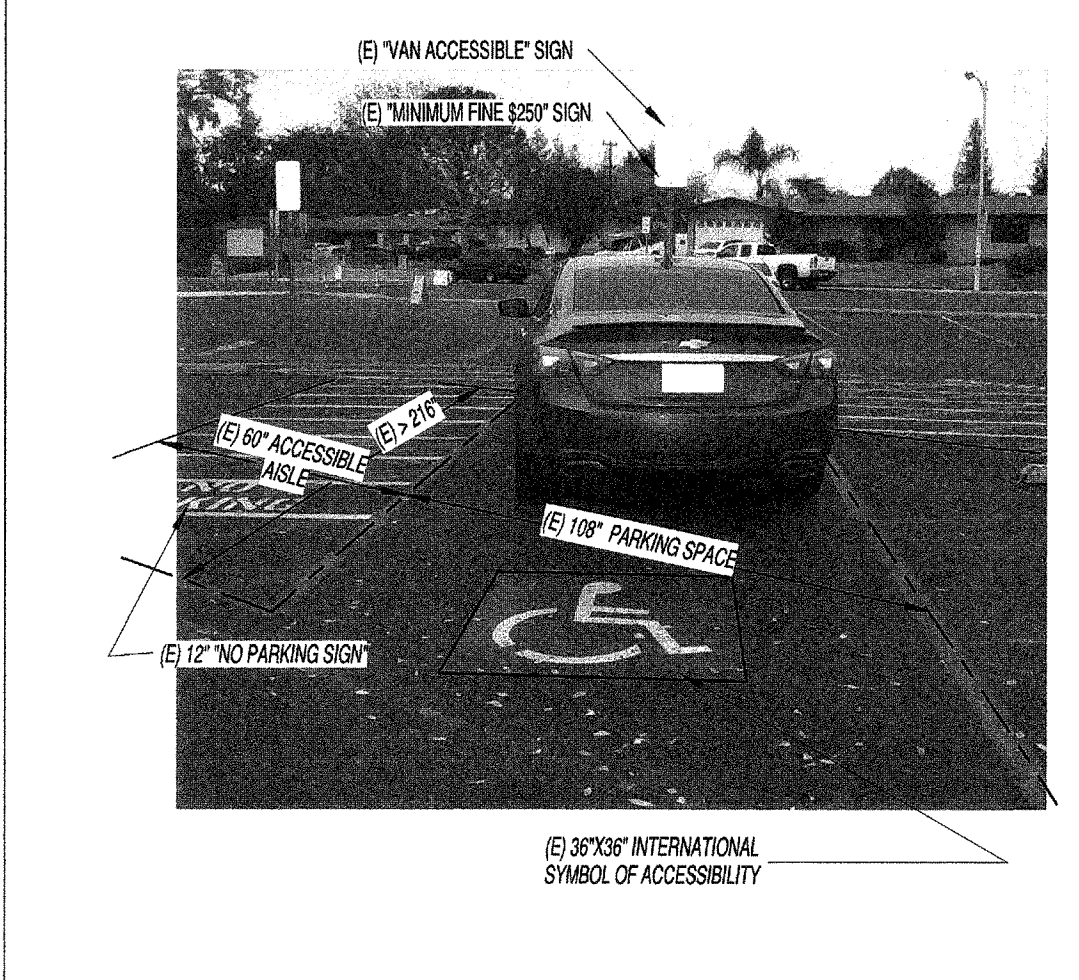 (E) "VAN ACCESSIBLE" SIGN
(E) "MINIMUM FINE $250" SIGN
(E) > 216"
(E) 60" ACCESSIBLE
AISLE
(E) 108" PARKING SPACE
(E) 12" "NO PARKING SIGN"
(E) 36"X36" INTERNATIONAL
SYMBOL OF ACCESSIBILITY